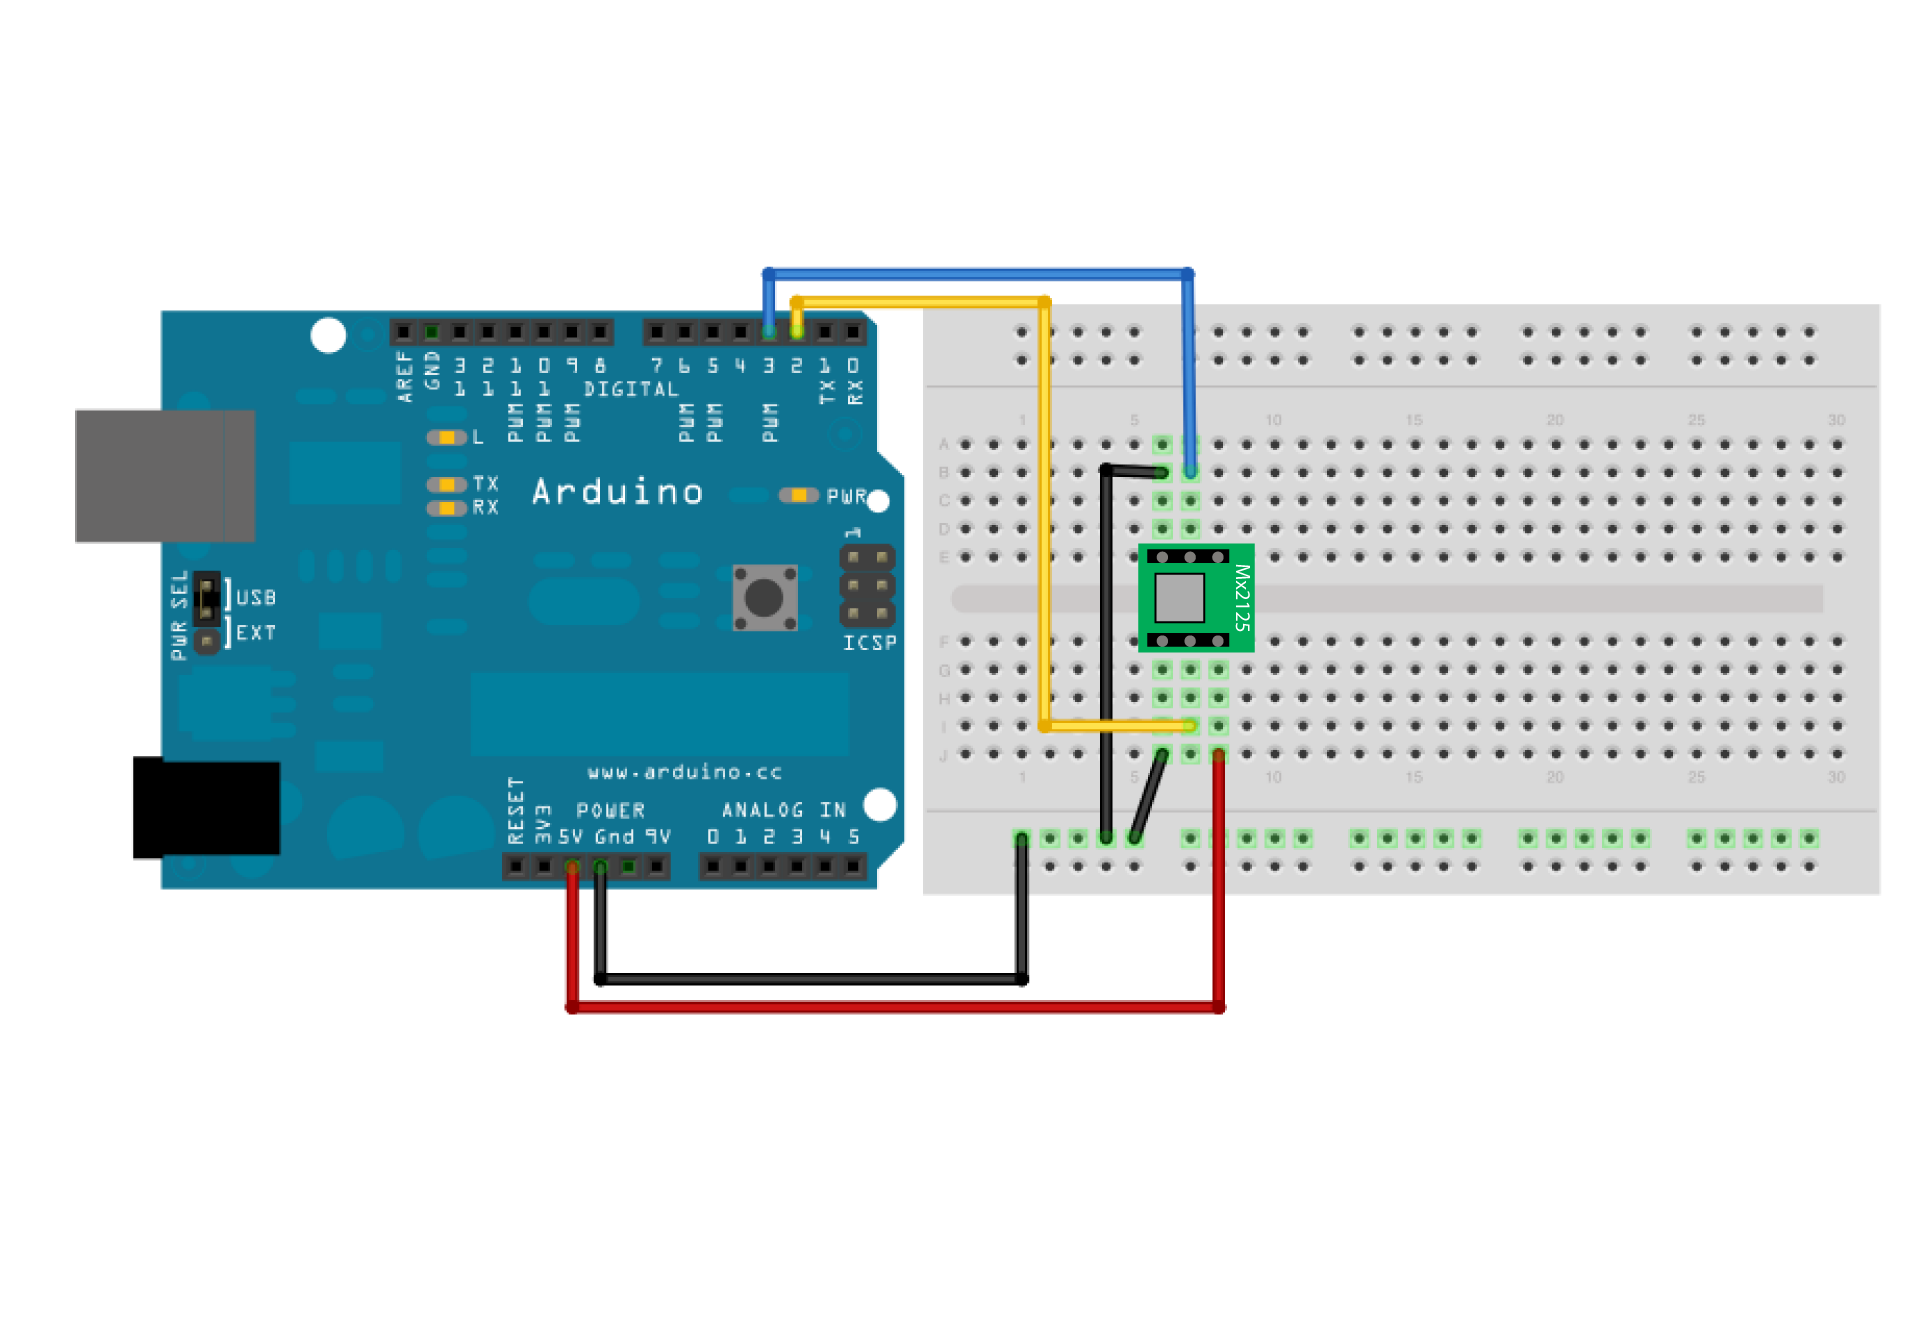 AREF
GND
13
12
11
10
9
8
7
6
5
4
3
2
1
0
TX
RX
DIGITAL
PWM
PWM
PWM
PWM
PWM
PWM
L
TX
RX
Arduino
PWR
1
ICSP
PWR SEL
USB
EXT
www.arduino.cc
RESET
3V3
POWER
5V Gnd 9V
ANALOG IN
0 1 2 3 4 5
1 5 10 15 20 25 30
A
B
C
D
E
Mx2125
F
G
H
I
J
1 5 10 15 20 25 30